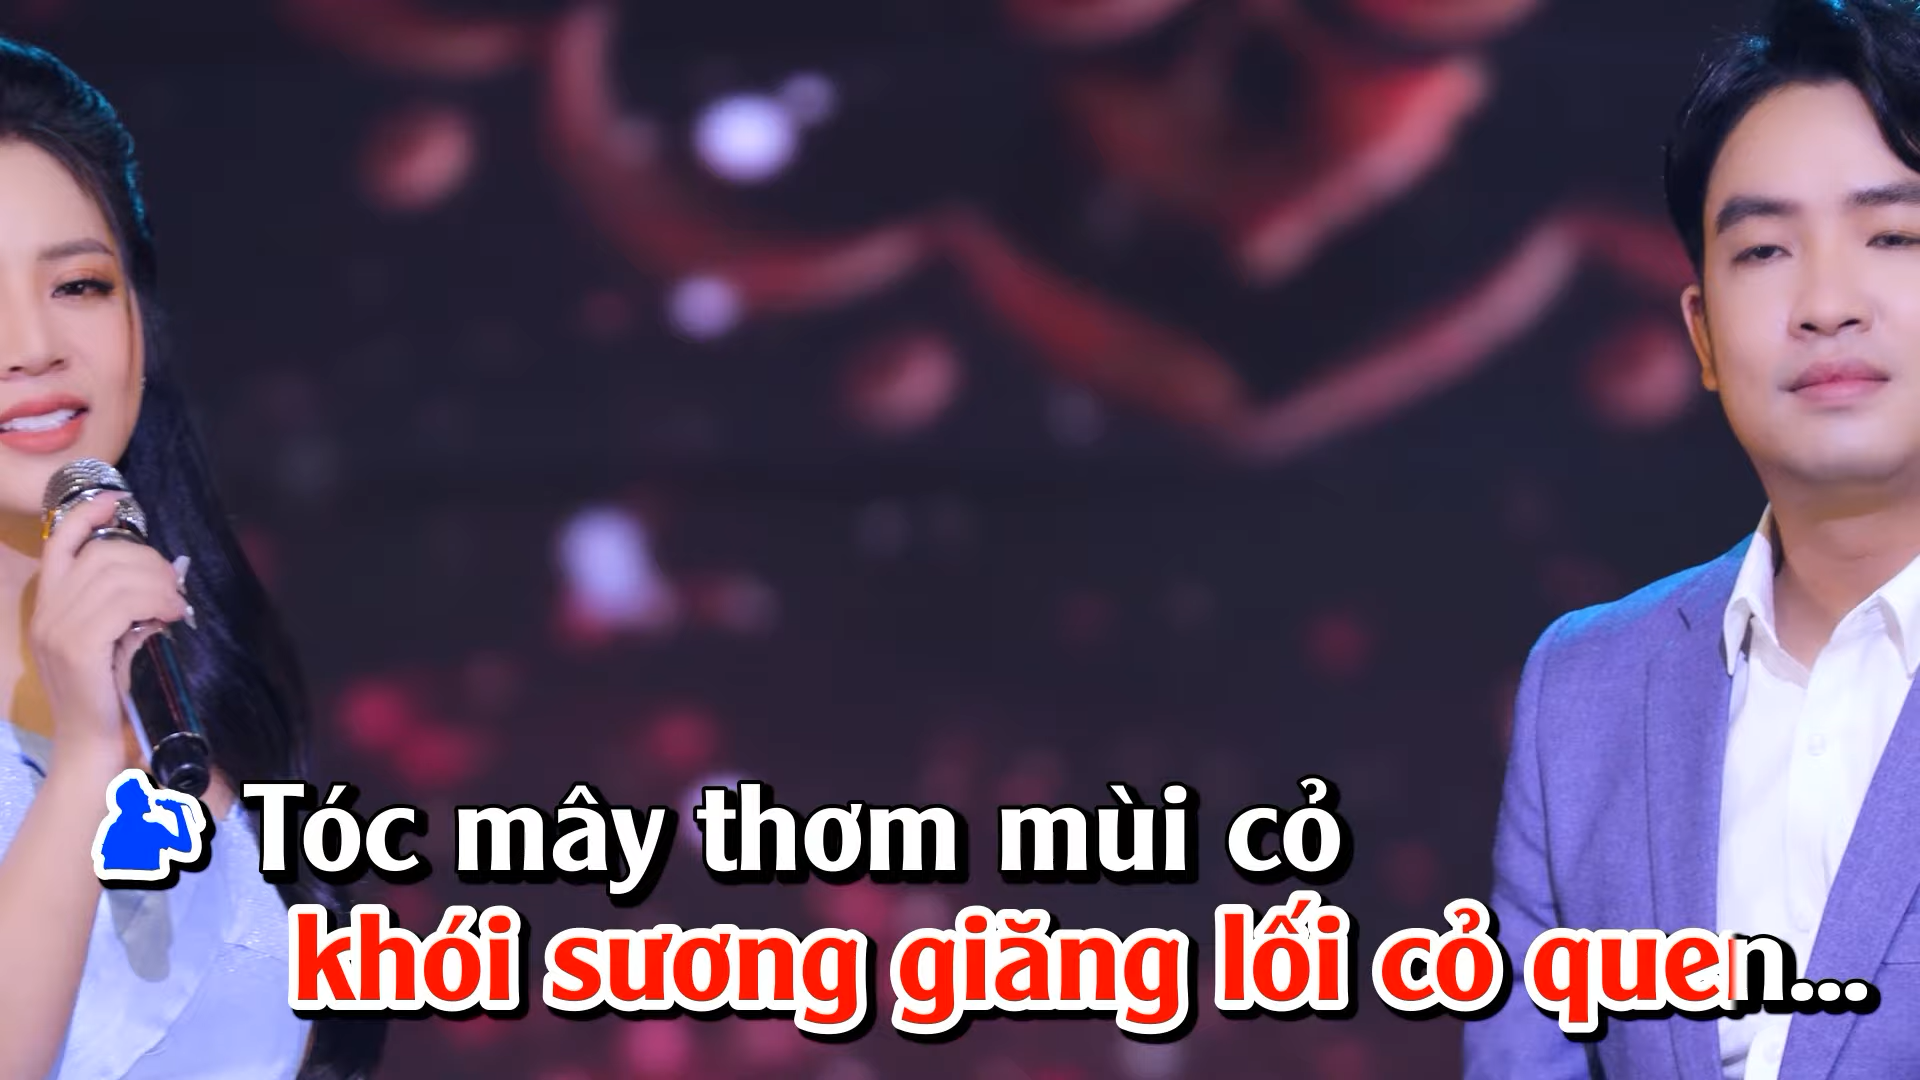 Tóc mây thơm mùi cỏ
khói sương giăng lối cỏ quen...